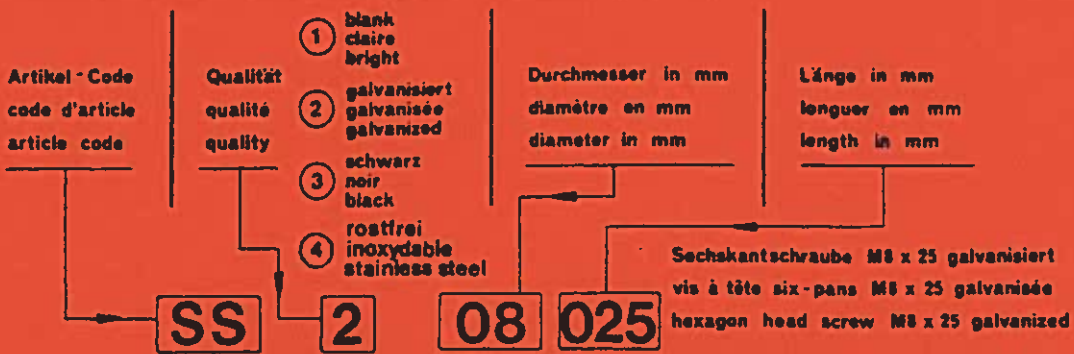 Artikel-Code
code d'article
article code
Qualität
qualité
quality
1 blank
claire
bright
2 galvanisiert
galvanisée
galvanized
3 schwarz
noir
black
4 rostfrei
inoxydable
stainless steel
Durchmesser in mm
diamètre en mm
diameter in mm
Länge in mm
lenguer en mm
length in mm
SS 2 08 025
Sechskantschraube M8 x 25 galvanisiert
vis à tête six-pans M8 x 25 galvanisée
hexagon head screw M8 x 25 galvanized